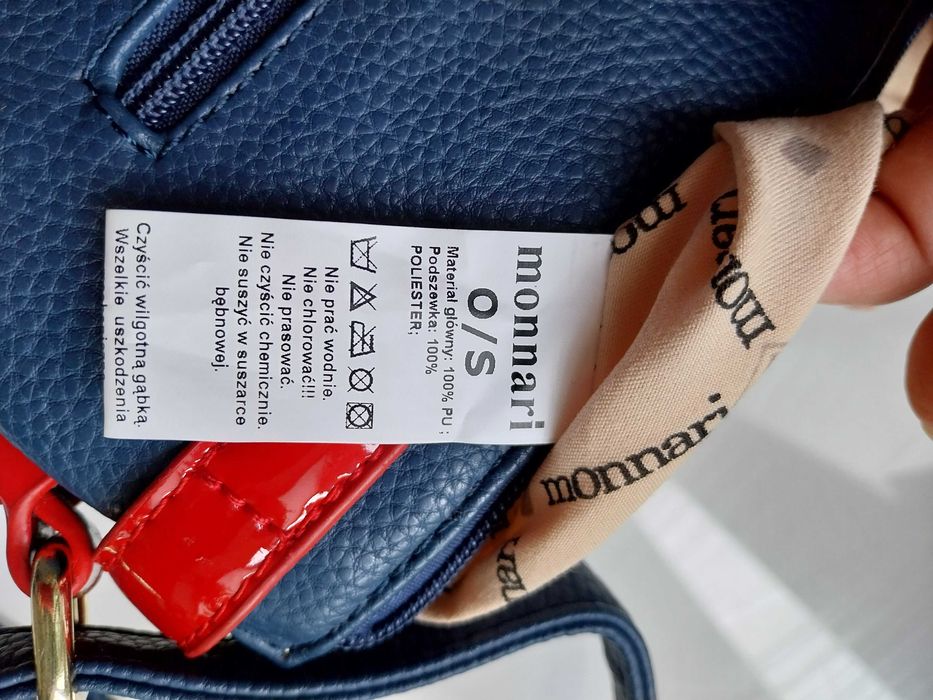 monnari
O/S
Materiał główny: 100% PU ;
Podszewka: 100%
POLIESTER;
Nie prać wodnie.
Nie chlorować!!!
Nie prasować.
Nie czyścić chemicznie.
Nie suszyć w suszarce
bębnowej.
Czyścić wilgotną gąbką.
Wszelkie uszkodzenia
mo
monnari
monnari